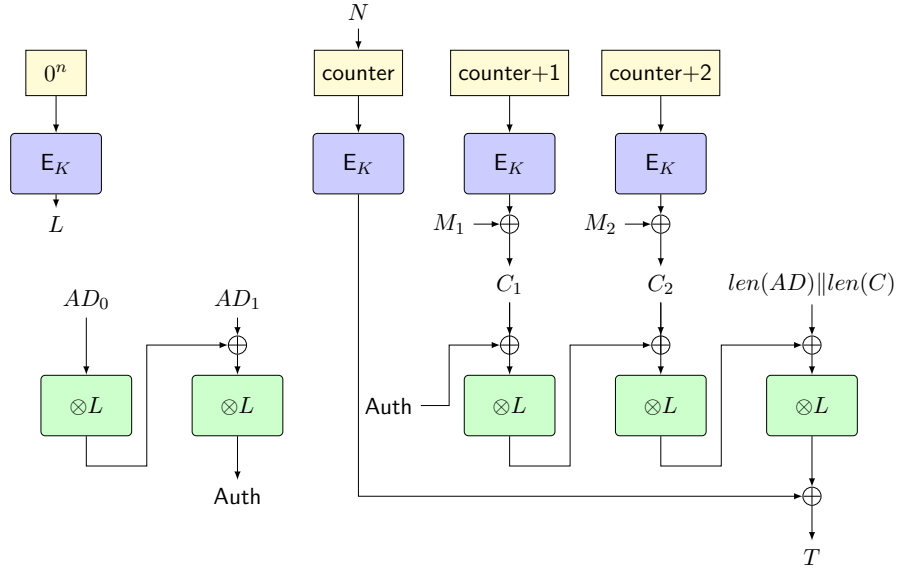 N
0^n counter counter+1 counter+2
E_K E_K E_K E_K
L M_1 M_2
C_1 C_2 len(AD)∥len(C)
AD_0 AD_1
⊗L ⊗L Auth ⊗L ⊗L ⊗L
Auth
T